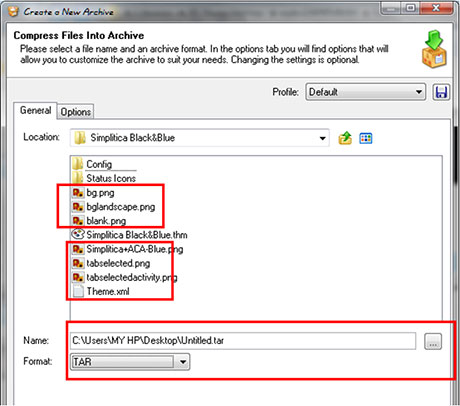 Create a New Archive
Compress Files Into Archive
Please select a file name and an archive format. In the options tab you will find options that will
allow you to customize the archive to suit your needs. Changing the settings is optional.
Profile: Default
General Options
Location: Simplitica Black&Blue
Config
Status Icons
bg.png
bglandscape.png
blank.png
Simplitica Black&Blue.thm
Simplitica+ACA-Blue.png
tabselected.png
tabselectedactivity.png
Theme.xml
Name: C:\Users\MY HP\Desktop\Untitled.tar ...
Format: TAR